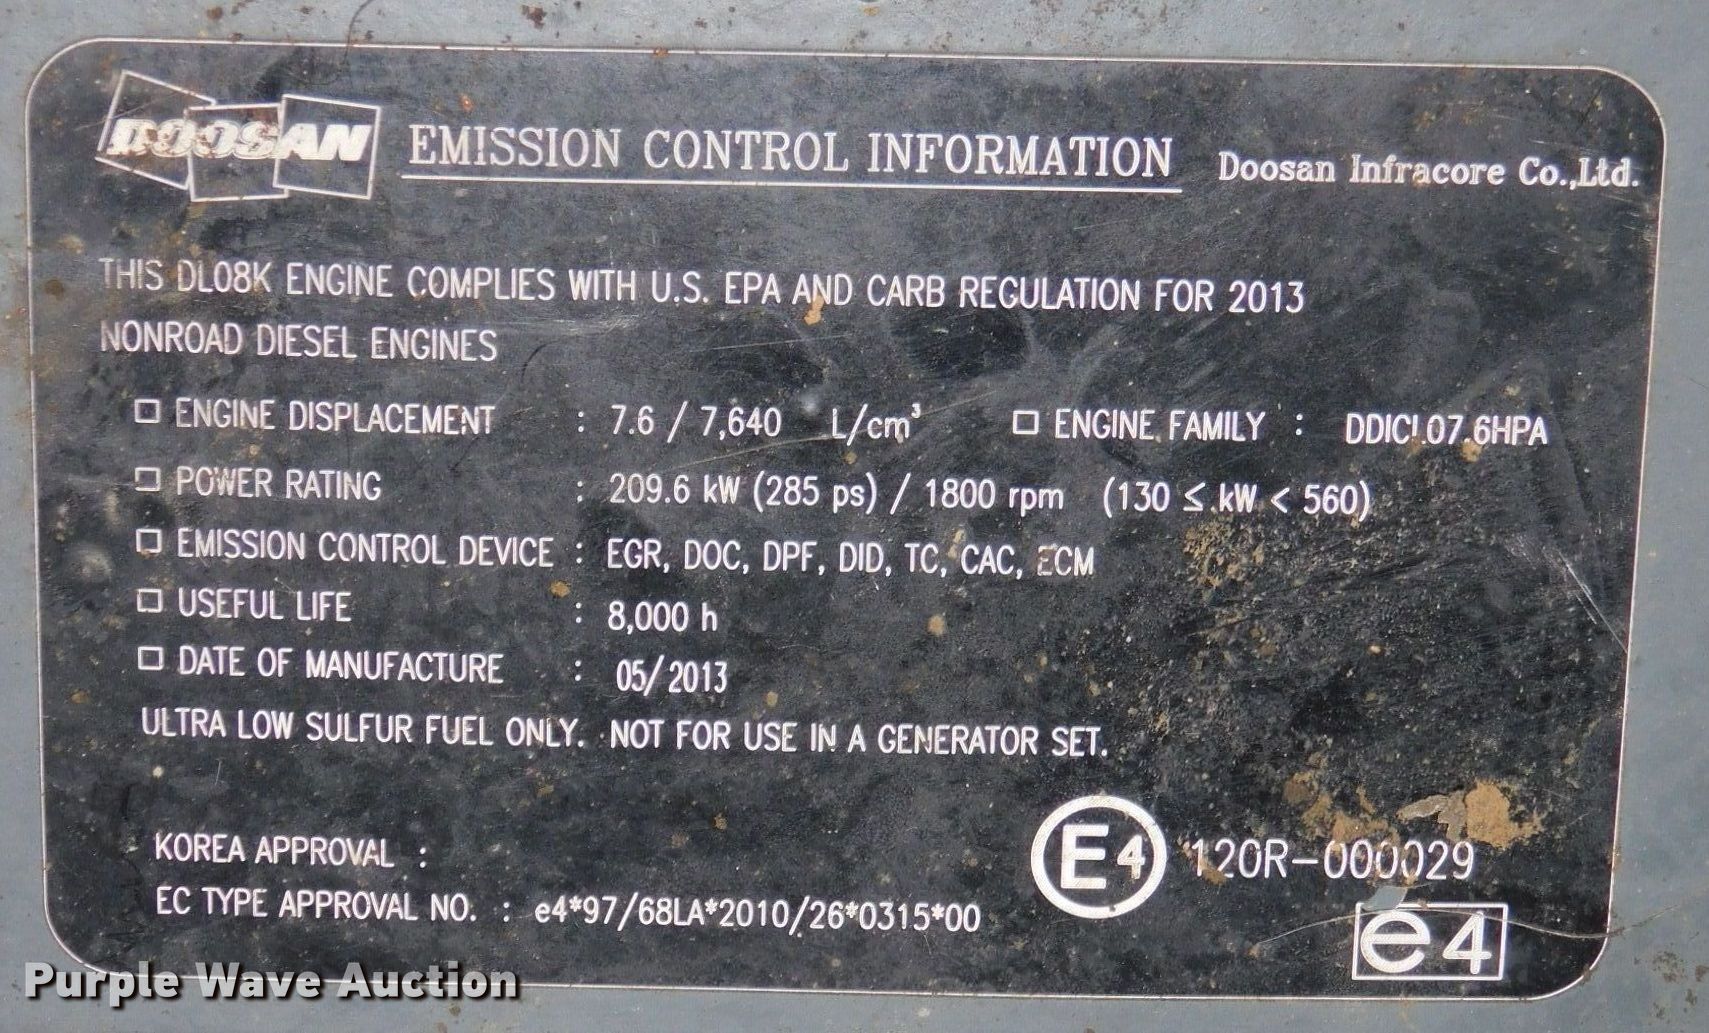 DOOSAN EMISSION CONTROL INFORMATION Doosan Infracore Co.,Ltd.
THIS DL08K ENGINE COMPLIES WITH U.S. EPA AND CARB REGULATION FOR 2013
NONROAD DIESEL ENGINES
□ ENGINE DISPLACEMENT : 7.6 / 7,640 L/cm³ □ ENGINE FAMILY : DDICL07.6HPA
□ POWER RATING : 209.6 kW (285 ps) / 1800 rpm (130 ≤ kW < 560)
□ EMISSION CONTROL DEVICE : EGR, DOC, DPF, DID, TC, CAC, ECM
□ USEFUL LIFE : 8,000 h
□ DATE OF MANUFACTURE : 05/2013
ULTRA LOW SULFUR FUEL ONLY. NOT FOR USE IN A GENERATOR SET.
KOREA APPROVAL :
E4 120R-000029
EC TYPE APPROVAL NO. : e4*97/68LA*2010/26*0315*00
e4
Purple Wave Auction